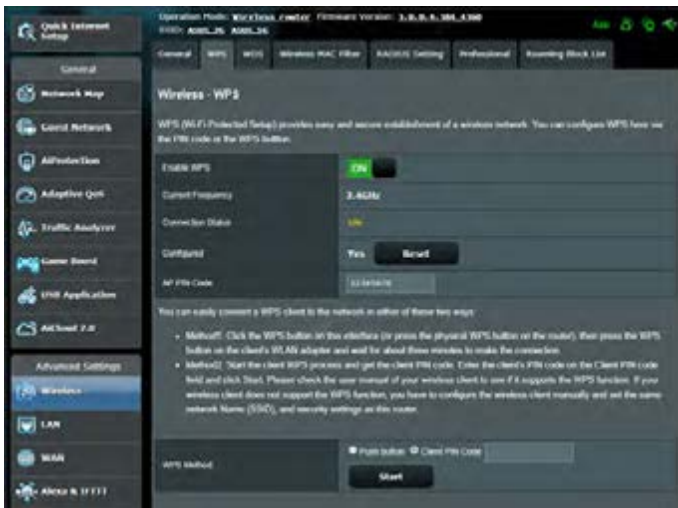 Quick Internet Setup
Operation Mode: Wireless router Firmware Version: 3.0.0.4.384_4360
SSID:
App
General
WPS
WDS
Wireless MAC Filter
RADIUS Setting
Professional
Roaming Block List
General
Network Map
Guest Network
AiProtection
Adaptive QoS
Traffic Analyzer
Game Boost
USB Application
AiCloud 2.0
Advanced Settings
Wireless
LAN
WAN
Alexa & IFTTT
Wireless - WPS
WPS (Wi-Fi Protected Setup) provides easy and secure establishment of a wireless network. You can configure WPS here via
the PIN code or the WPS button.
Enable WPS
ON
Current Frequency
2.4GHz
Connection Status
Idle
Configured
Yes
Reset
AP PIN Code
12345678
You can easily connect a WPS client to the network in either of these two ways:
• Method1: Click the WPS button on this interface (or press the physical WPS button on the router), then press the WPS
button on the client's WLAN adapter and wait for about three minutes to make the connection.
• Method2: Start the client WPS process and get the client PIN code. Enter the client's PIN code on the Client PIN code
field and click Start. Please check the user manual of your wireless client to see if it supports the WPS function. If your
wireless client does not support the WPS function, you have to configure the wireless client manually and set the same
network Name (SSID), and security settings as this router.
WPS Method
Push button
Client PIN Code
Start